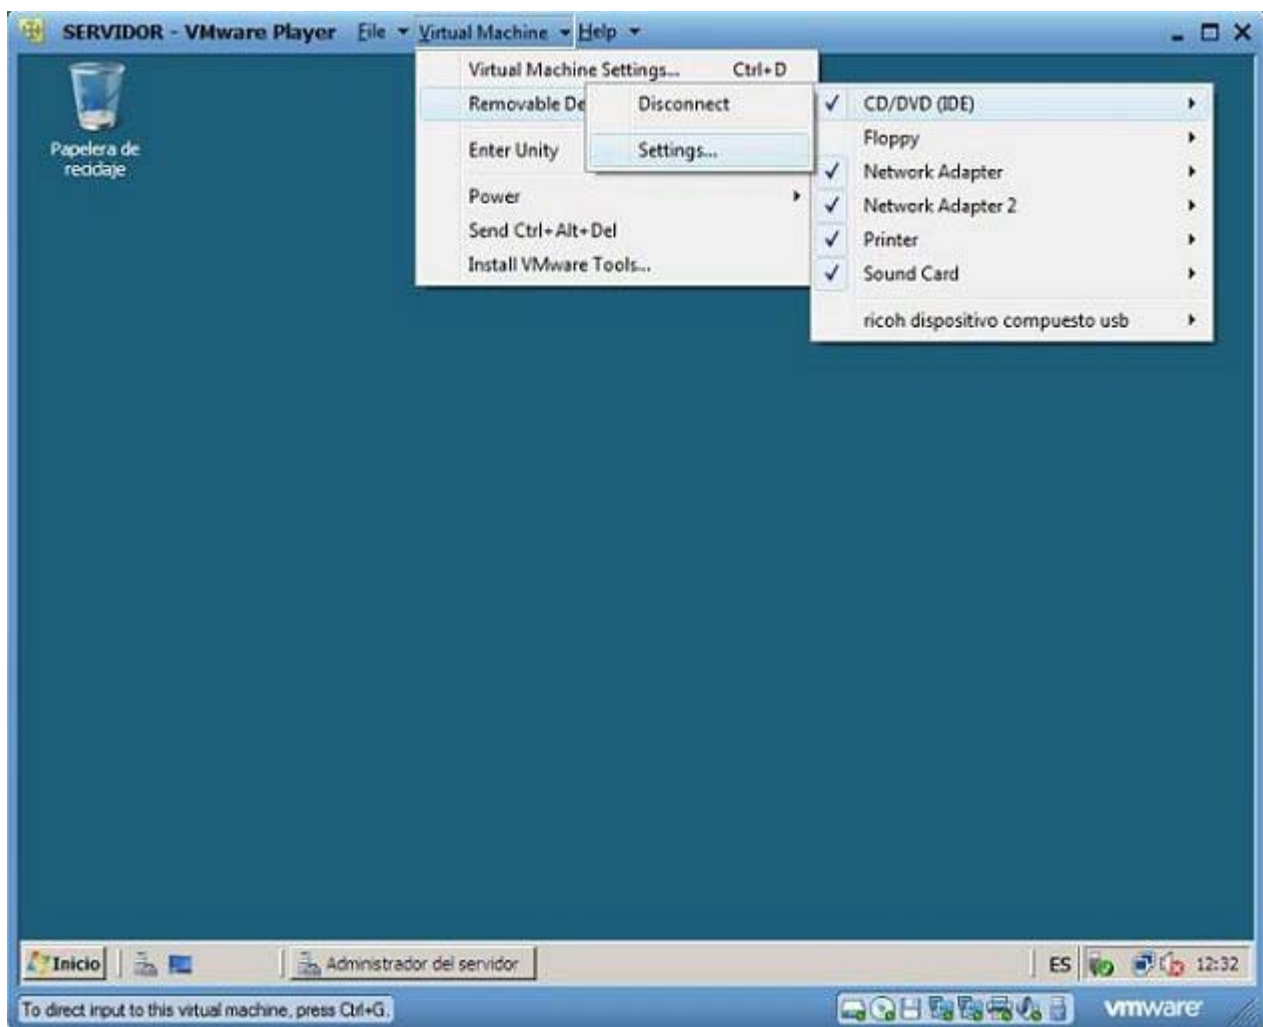 SERVIDOR - VMware Player File Virtual Machine Help
Papelera de
reciclaje
Virtual Machine Settings... Ctrl+D
Removable De
Enter Unity
Power
Send Ctrl+Alt+Del
Install VMware Tools...
Disconnect
Settings...
CD/DVD (IDE)
Floppy
Network Adapter
Network Adapter 2
Printer
Sound Card
ricoh dispositivo compuesto usb
Inicio Administrador del servidor ES 12:32
To direct input to this virtual machine, press Ctrl+G. vmware